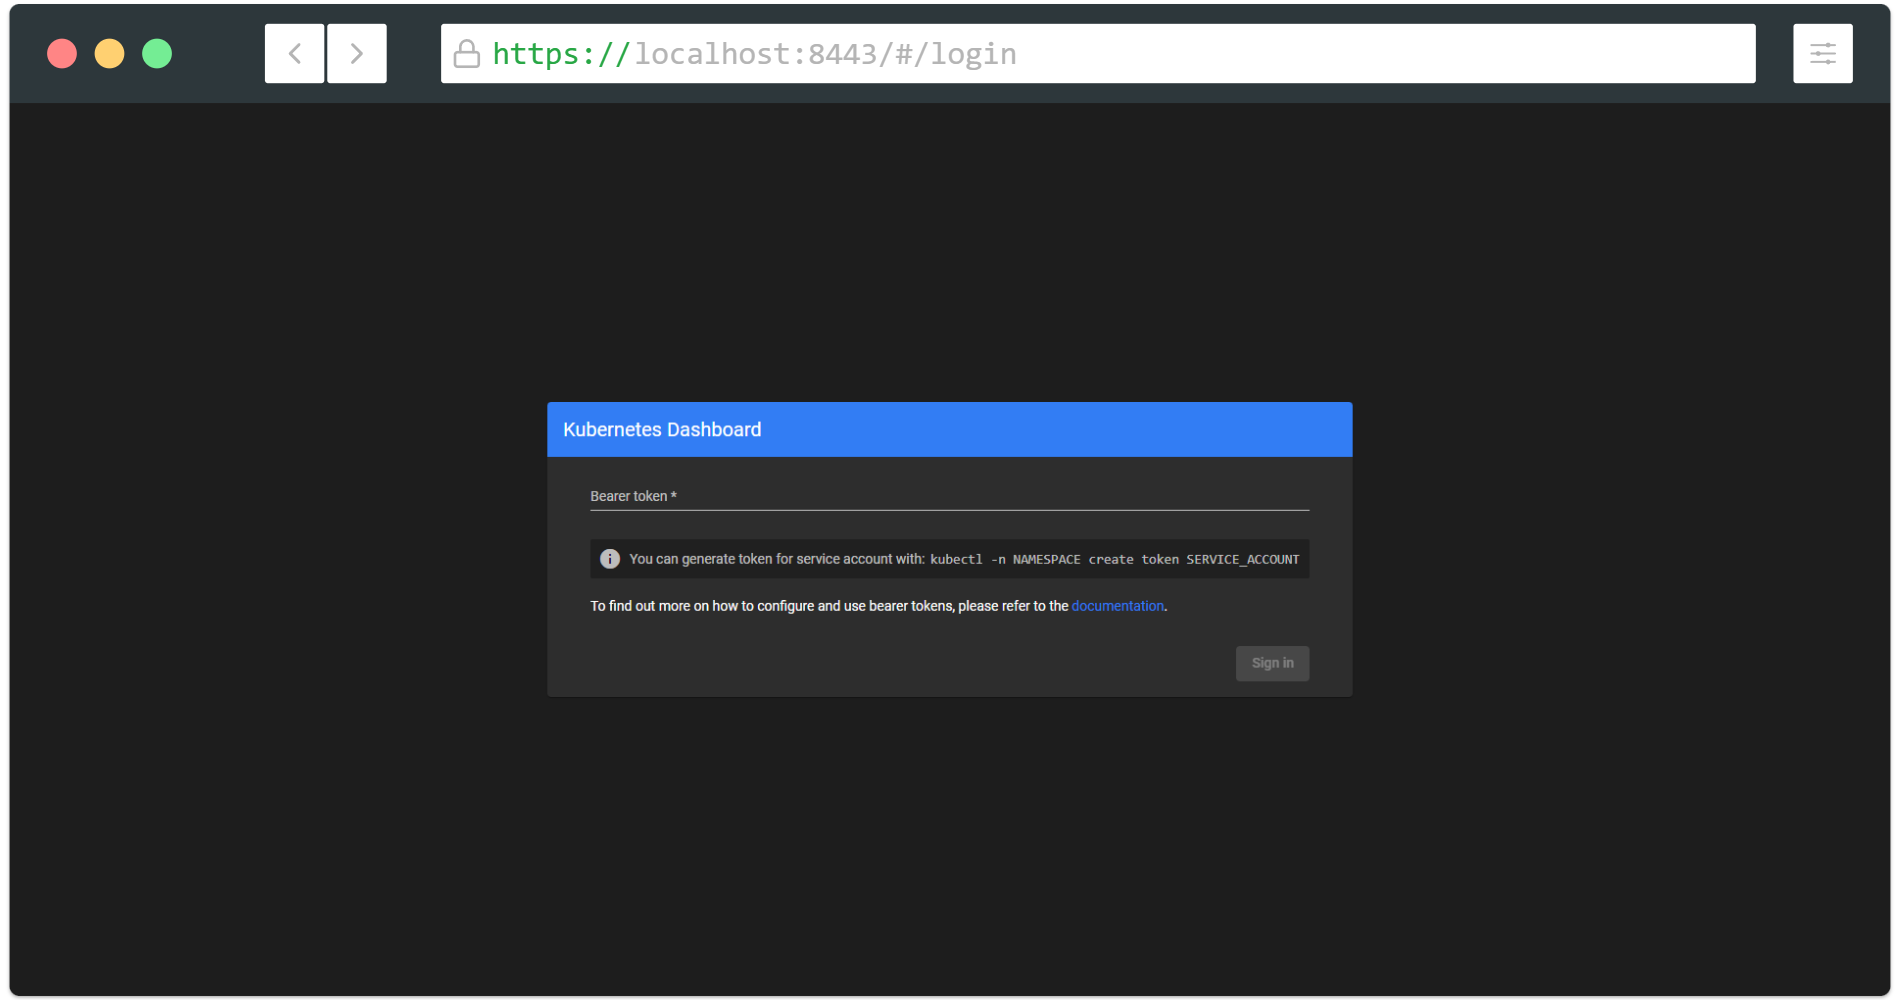 https://localhost:8443/#/login
Kubernetes Dashboard
Bearer token *
You can generate token for service account with: kubectl -n NAMESPACE create token SERVICE_ACCOUNT
To find out more on how to configure and use bearer tokens, please refer to the documentation.
Sign in